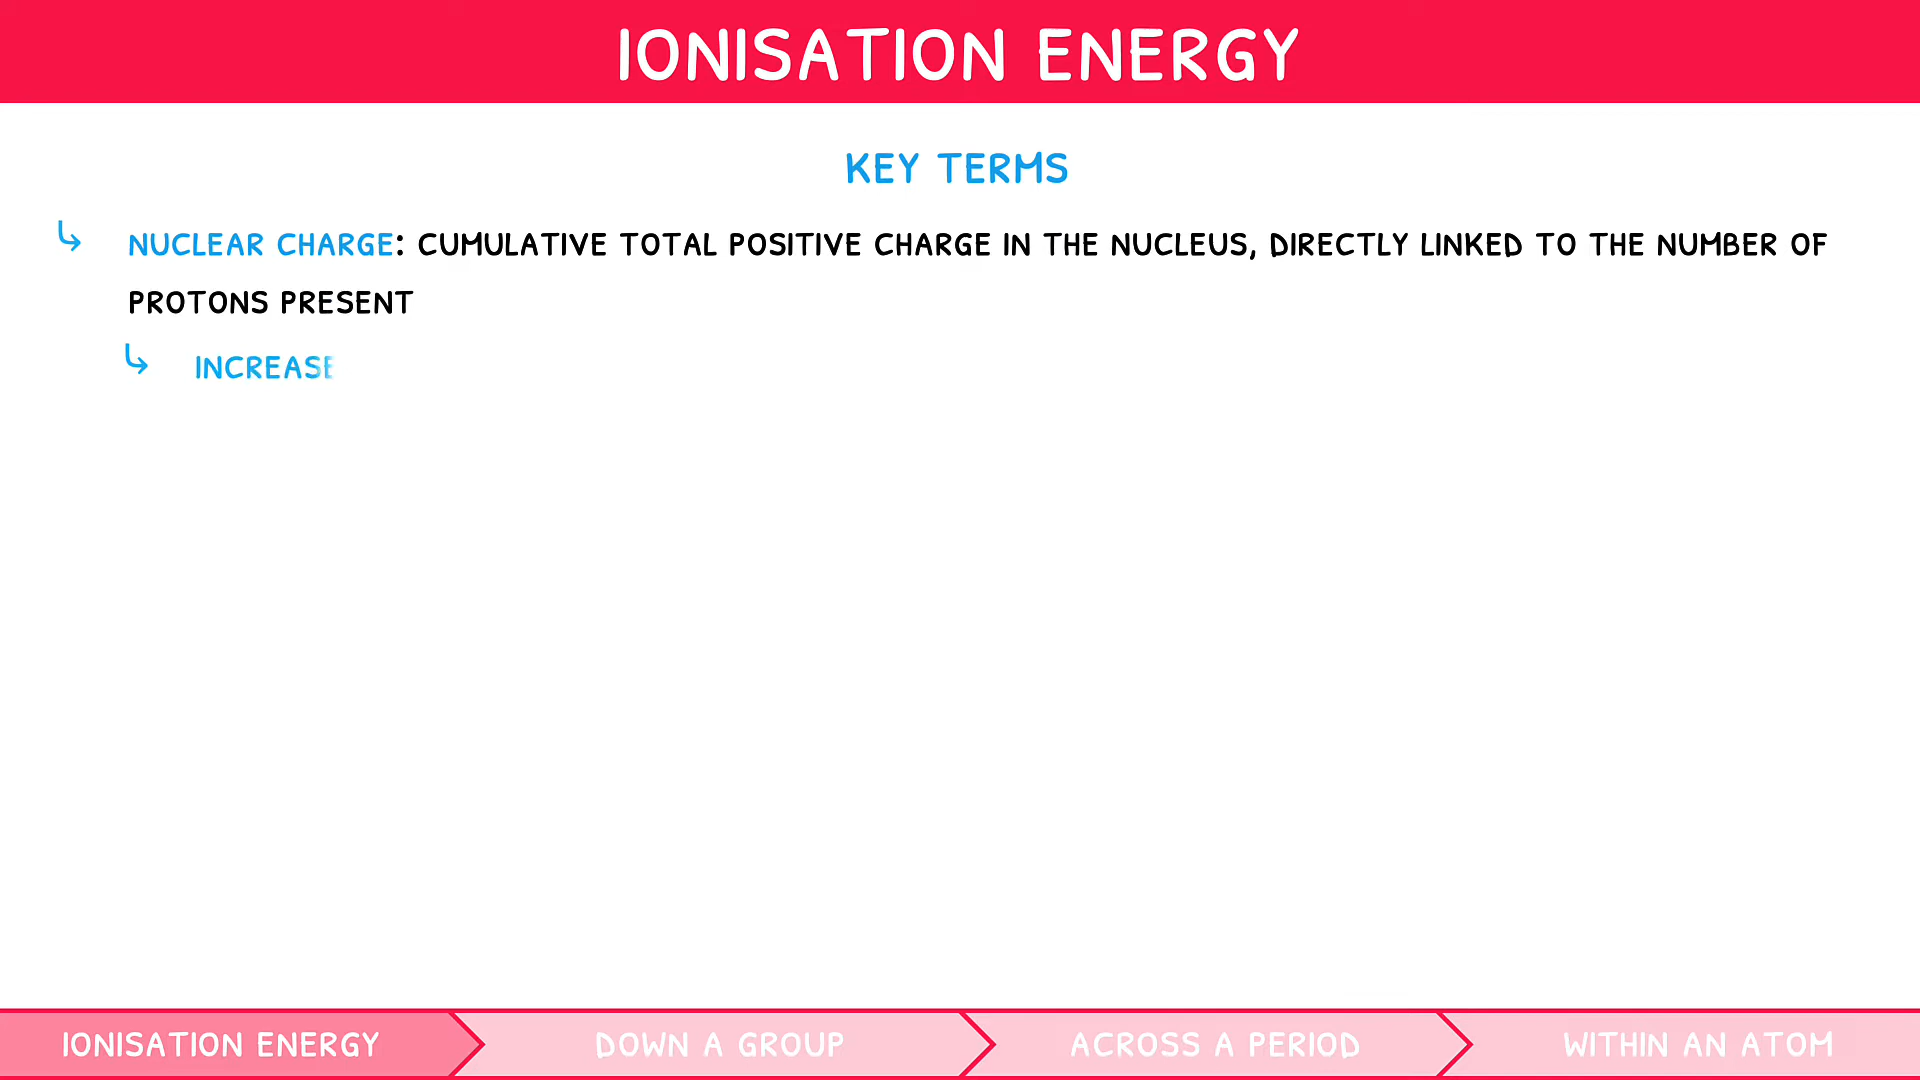 IONISATION ENERGY
KEY TERMS
NUCLEAR CHARGE: CUMULATIVE TOTAL POSITIVE CHARGE IN THE NUCLEUS, DIRECTLY LINKED TO THE NUMBER OF
PROTONS PRESENT
INCREASE
IONISATION ENERGY
DOWN A GROUP
ACROSS A PERIOD
WITHIN AN ATOM